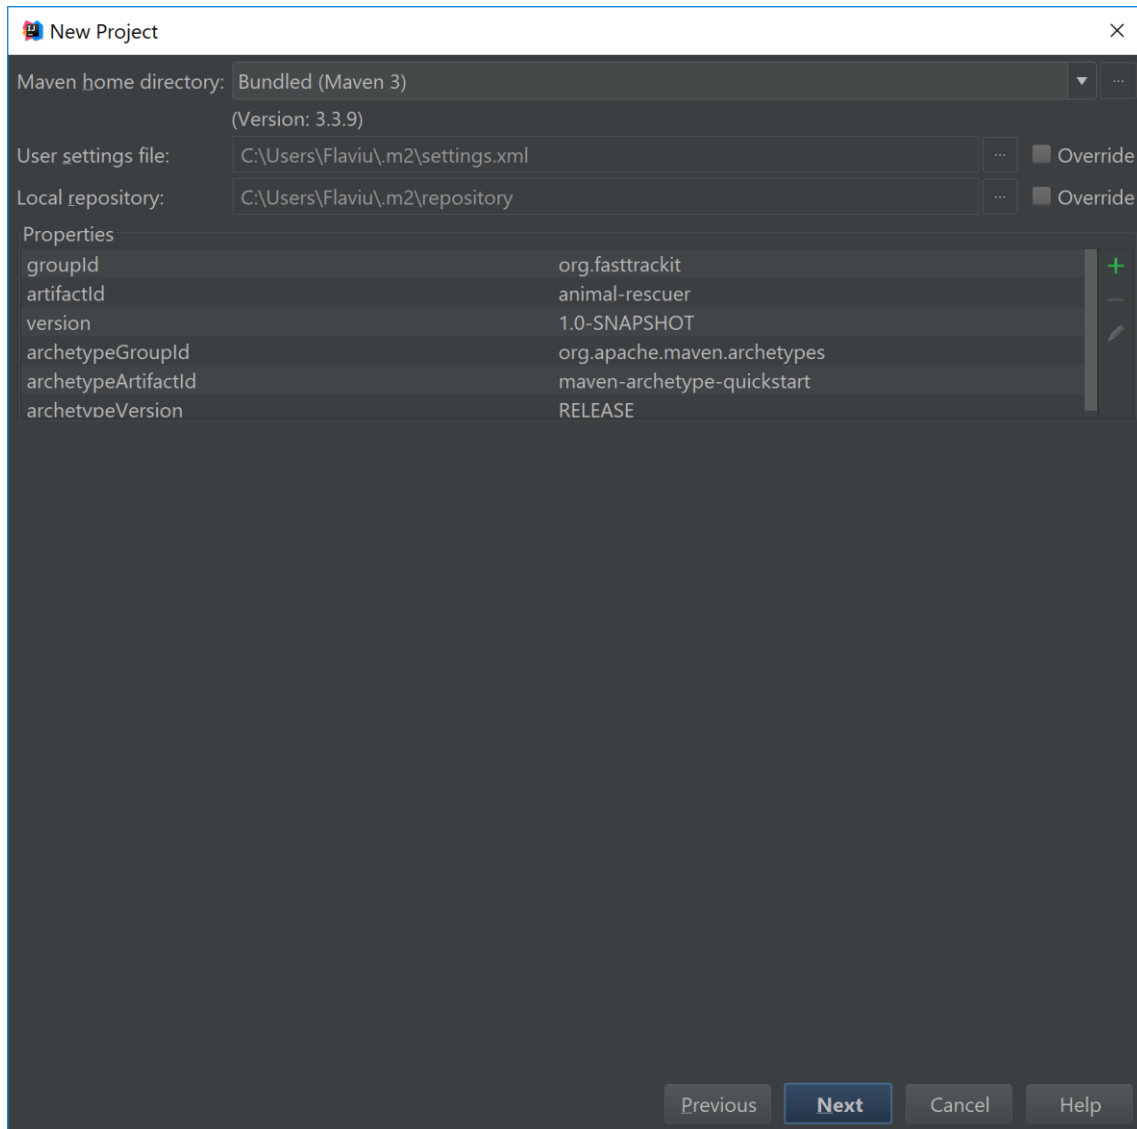 New Project
Maven home directory: Bundled (Maven 3) ...
(Version: 3.3.9)
User settings file: C:\Users\Flaviu\.m2\settings.xml ... Override
Local repository: C:\Users\Flaviu\.m2\repository ... Override
Properties
groupId org.fasttrackit
artifactId animal-rescuer
version 1.0-SNAPSHOT
archetypeGroupId org.apache.maven.archetypes
archetypeArtifactId maven-archetype-quickstart
archetypeVersion RELEASE
Previous Next Cancel Help